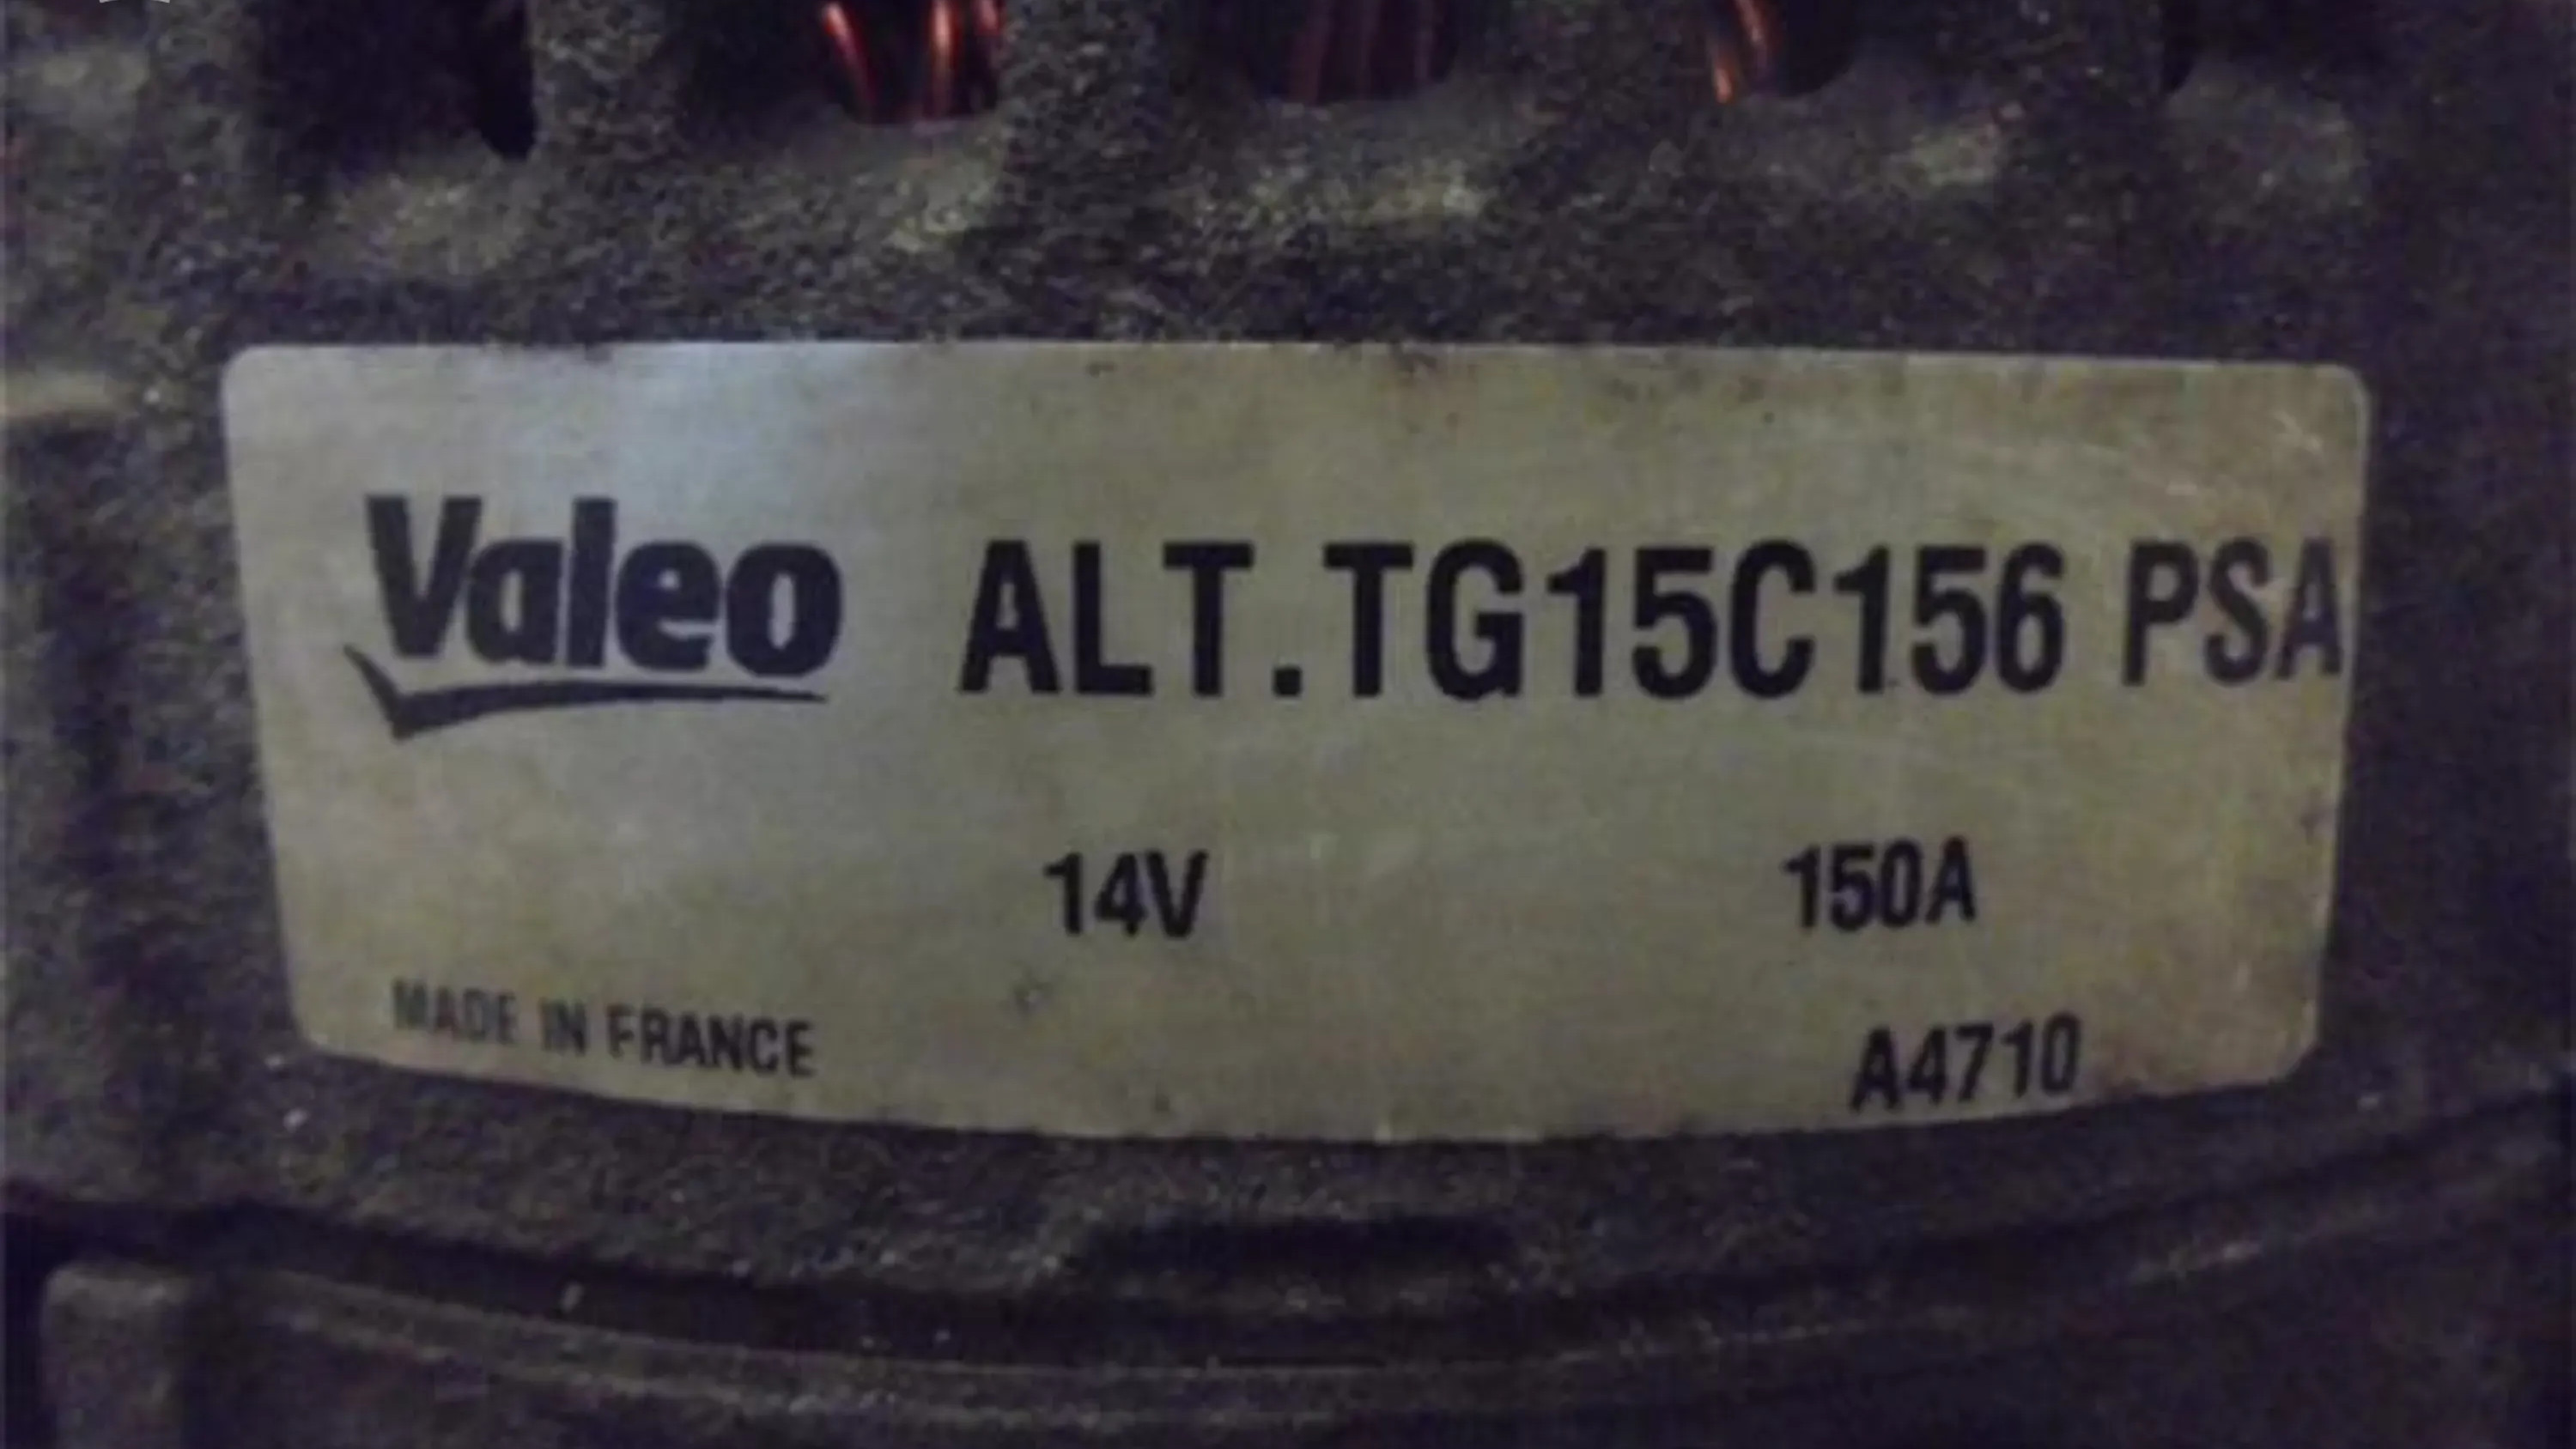 Valeo ALT.TG15C156 PSA
14V 150A
MADE IN FRANCE A4710